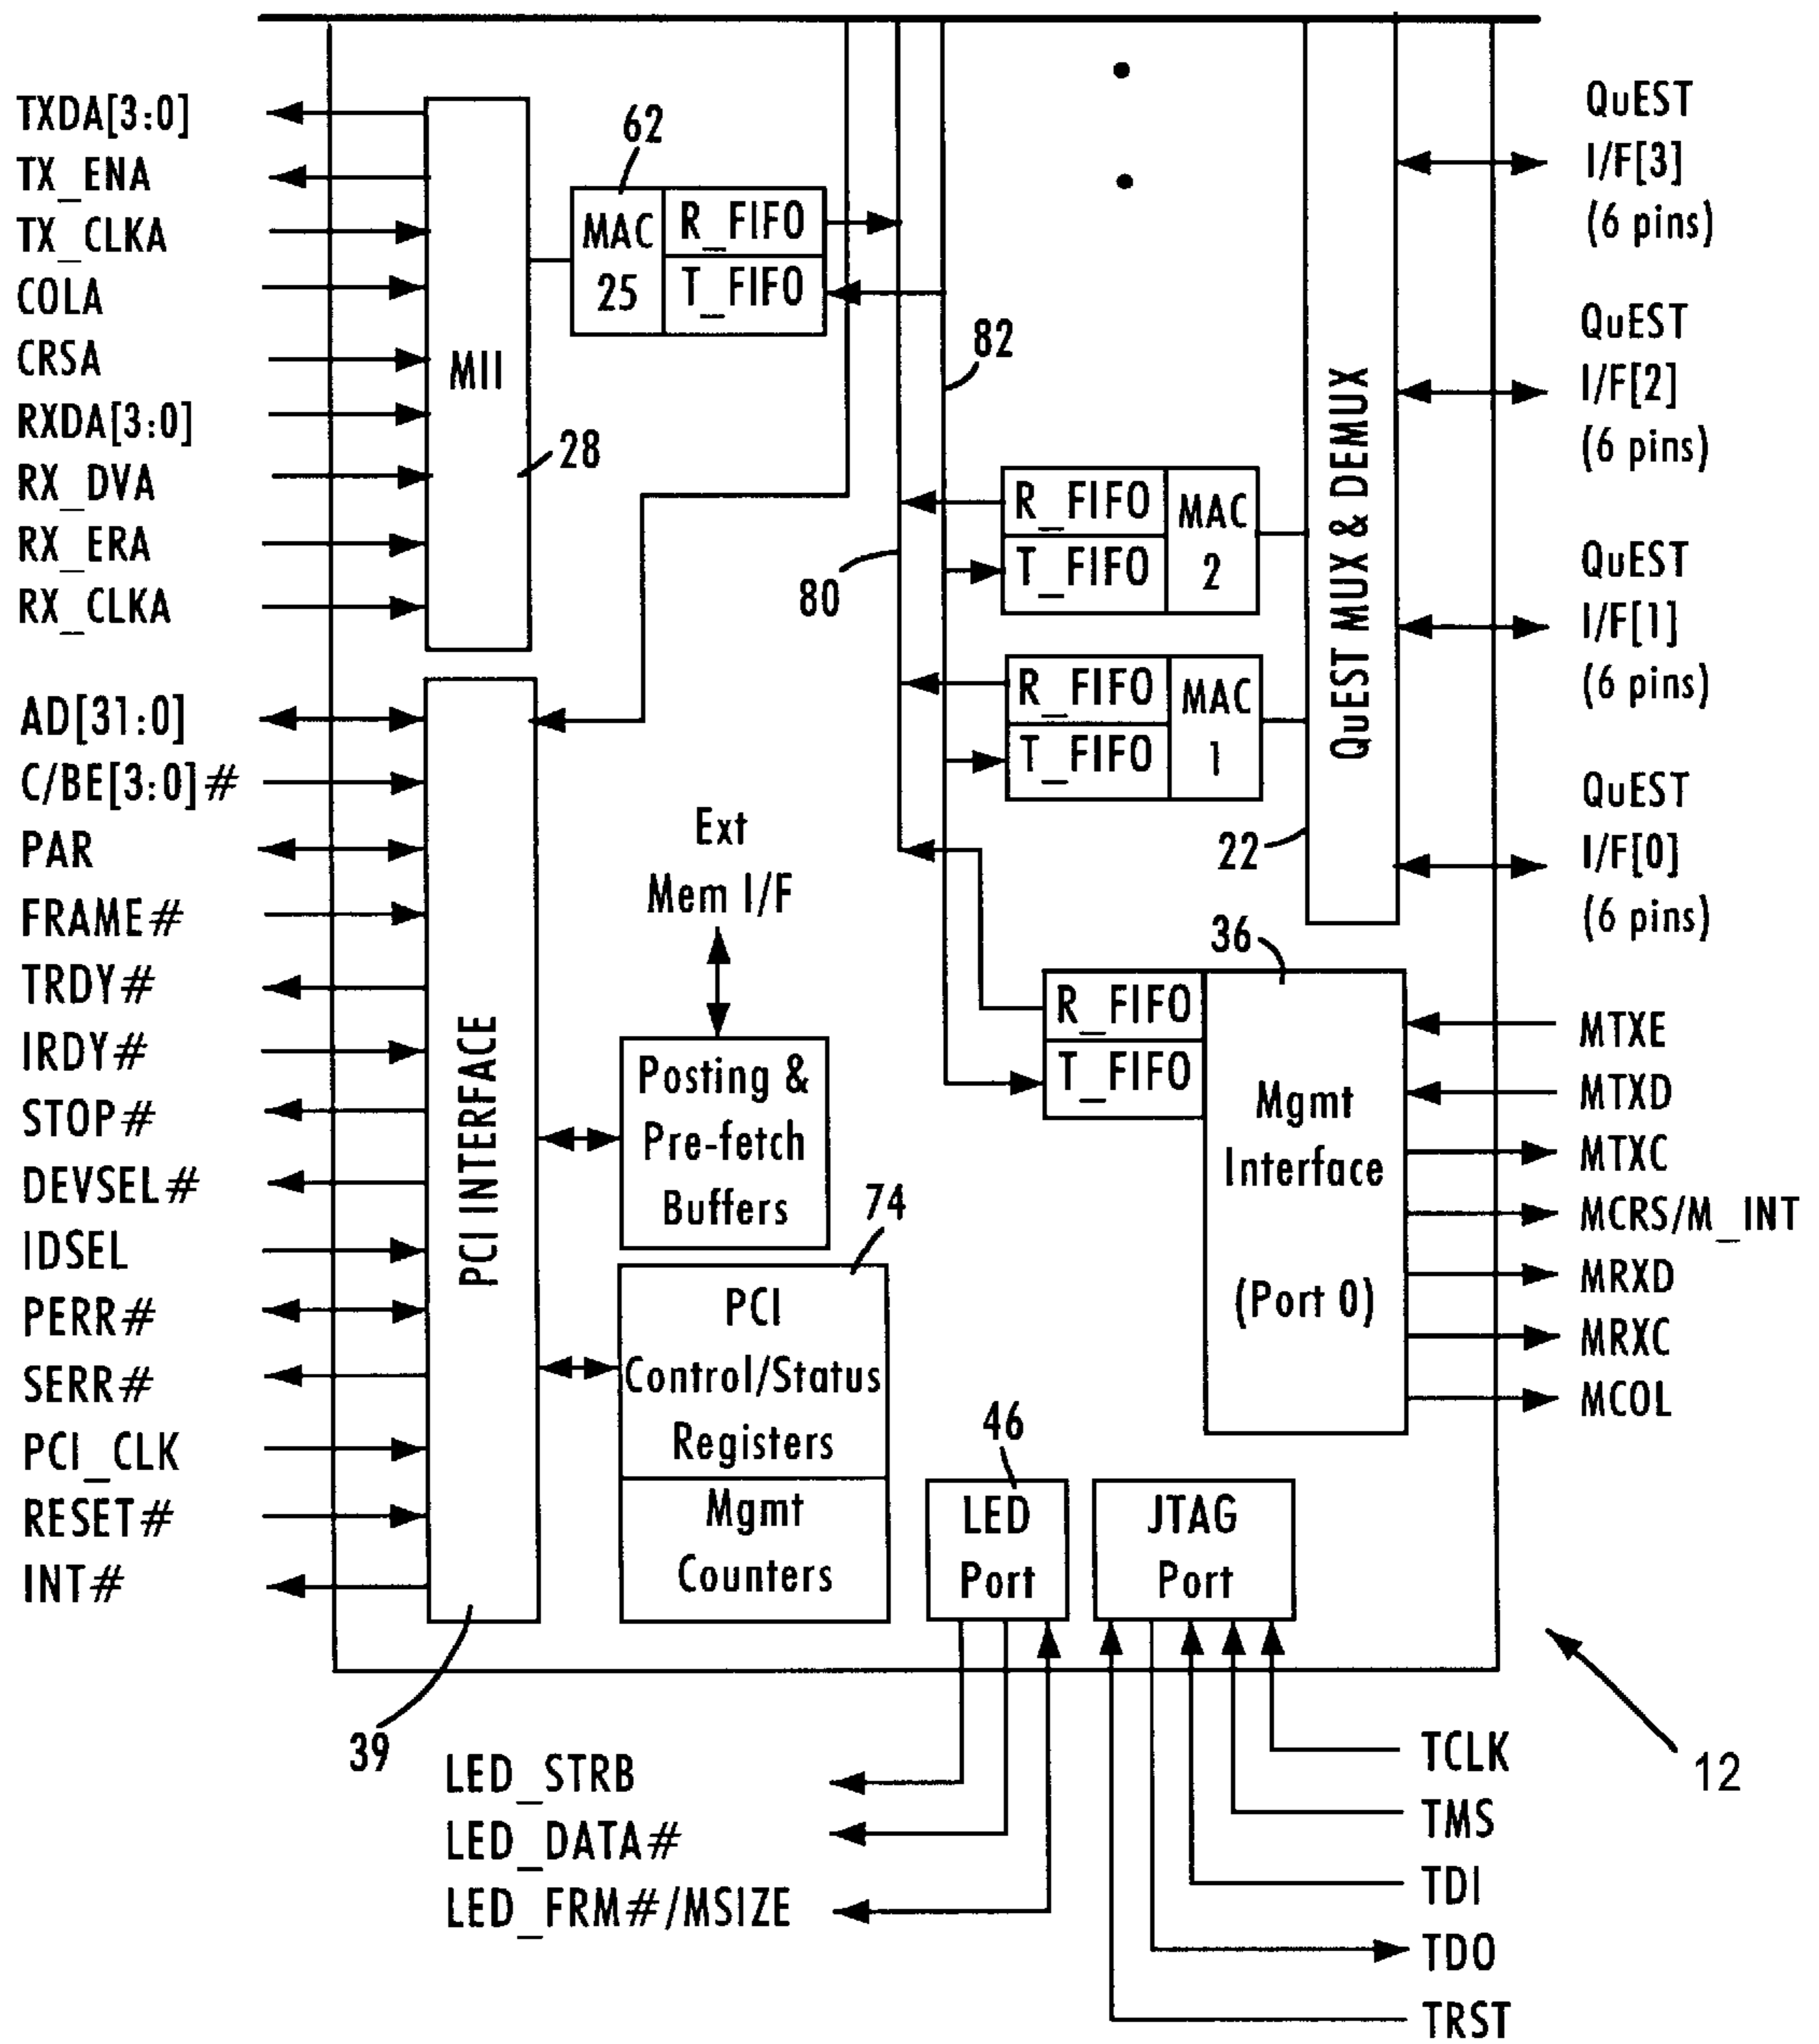 TXDA[3:0]
TX_ENA
TX_CLKA
COLA
CRSA
RXDA[3:0]
RX_DVA
RX_ERA
RX_CLKA
MII
28
62
MAC
25
R_FIFO
T_FIFO
80
82
R_FIFO
T_FIFO
MAC
2
R_FIFO
T_FIFO
MAC
1
QuEST MUX & DEMUX
22
QuEST
I/F[3]
(6 pins)
QuEST
I/F[2]
(6 pins)
QuEST
I/F[1]
(6 pins)
QuEST
I/F[0]
(6 pins)
AD[31:0]
C/BE[3:0]#
PAR
FRAME#
TRDY#
IRDY#
STOP#
DEVSEL#
IDSEL
PERR#
SERR#
PCI_CLK
RESET#
INT#
PCI INTERFACE
39
Ext
Mem I/F
Posting &
Pre-fetch
Buffers
74
PCI
Control/Status
Registers
Mgmt
Counters
36
R_FIFO
T_FIFO
Mgmt
Interface
(Port 0)
MTXE
MTXD
MTXC
MCRS/M_INT
MRXD
MRXC
MCOL
46
LED
Port
JTAG
Port
LED_STRB
LED_DATA#
LED_FRM#/MSIZE
TCLK
TMS
TDI
TDO
TRST
12